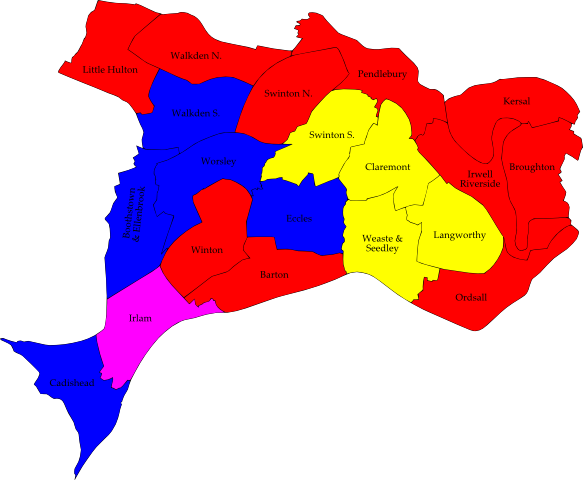 Walkden N.
Little Hulton
Pendlebury
Swinton N.
Kersal
Walkden S.
Swinton S.
Worsley
Claremont
Broughton
Irwell
Riverside
Boothstown
& Ellenbrook
Eccles
Winton
Weaste &
Seedley
Langworthy
Barton
Ordsall
Irlam
Cadishead